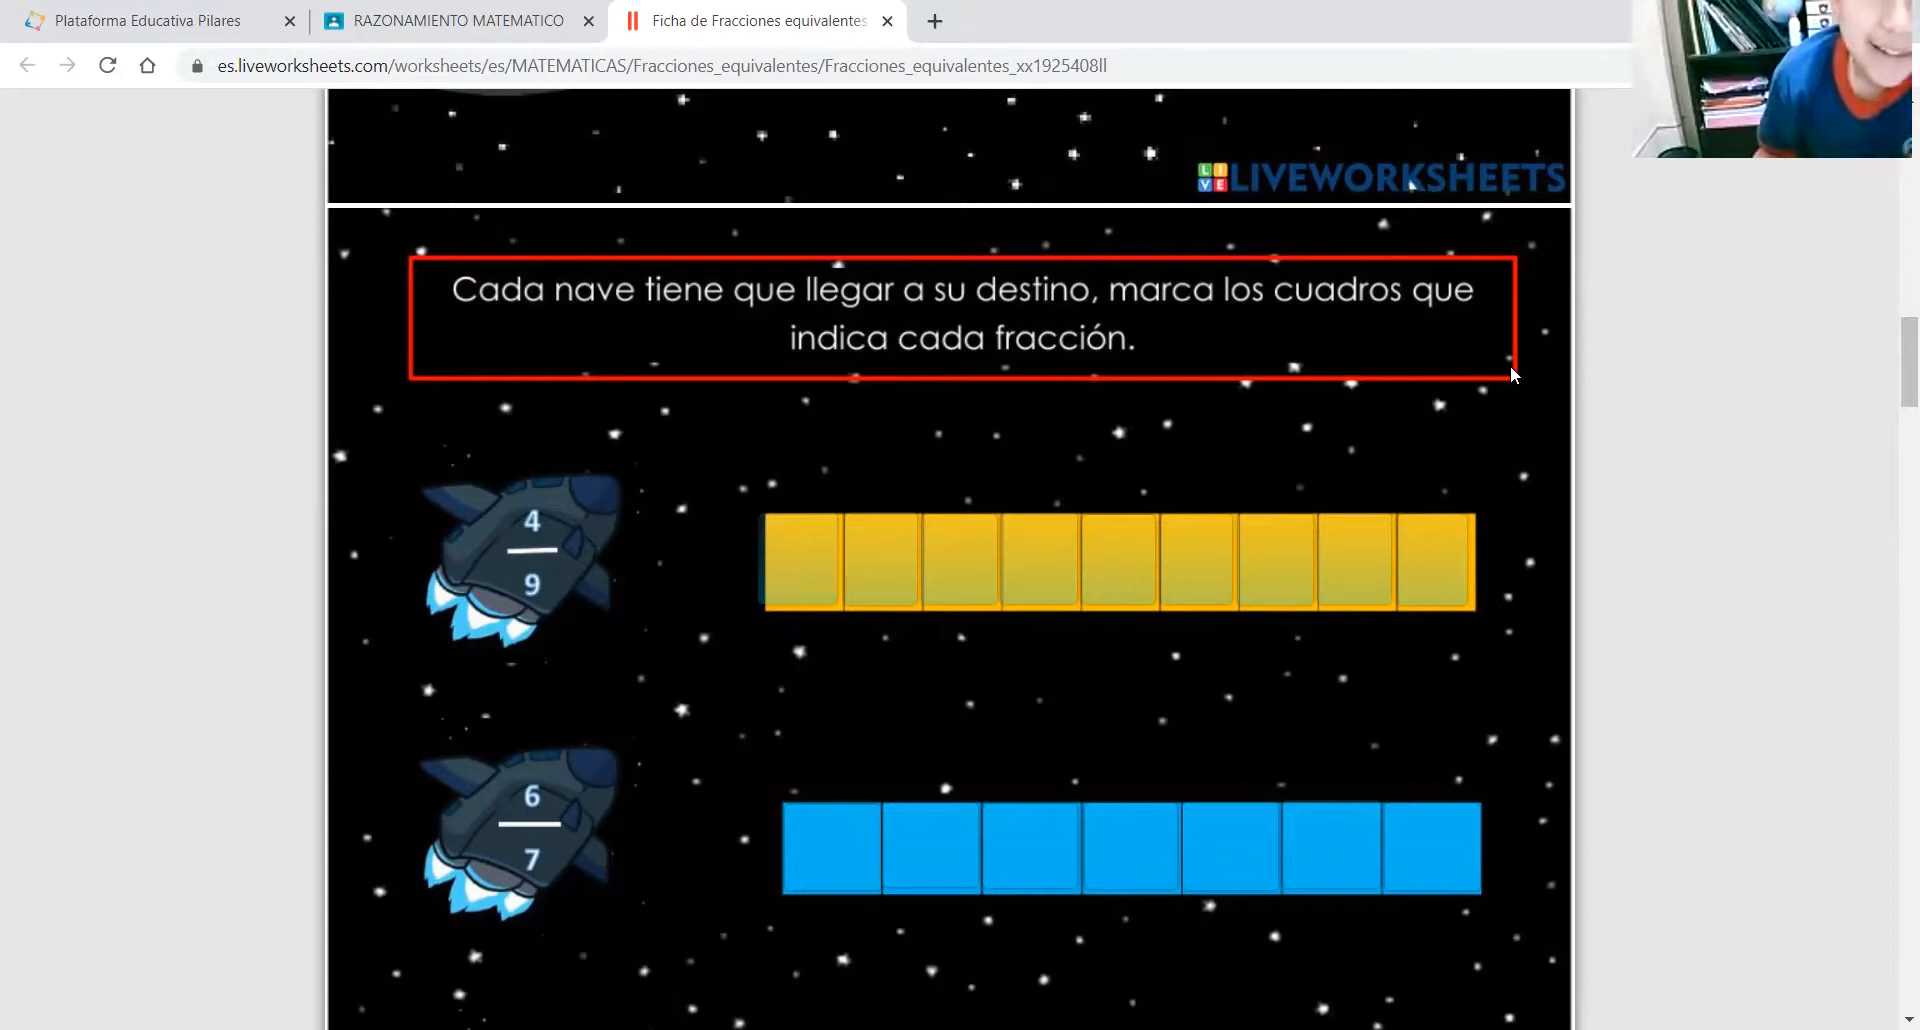 Plataforma Educativa Pilares
RAZONAMIENTO MATEMATICO
Ficha de Fracciones equivalentes
es.liveworksheets.com/worksheets/es/MATEMATICAS/Fracciones_equivalentes/Fracciones_equivalentes_xx1925408ll
LIVE LIVEWORKSHEETS
Cada nave tiene que llegar a su destino, marca los cuadros que
indica cada fracción.
4
9
6
7